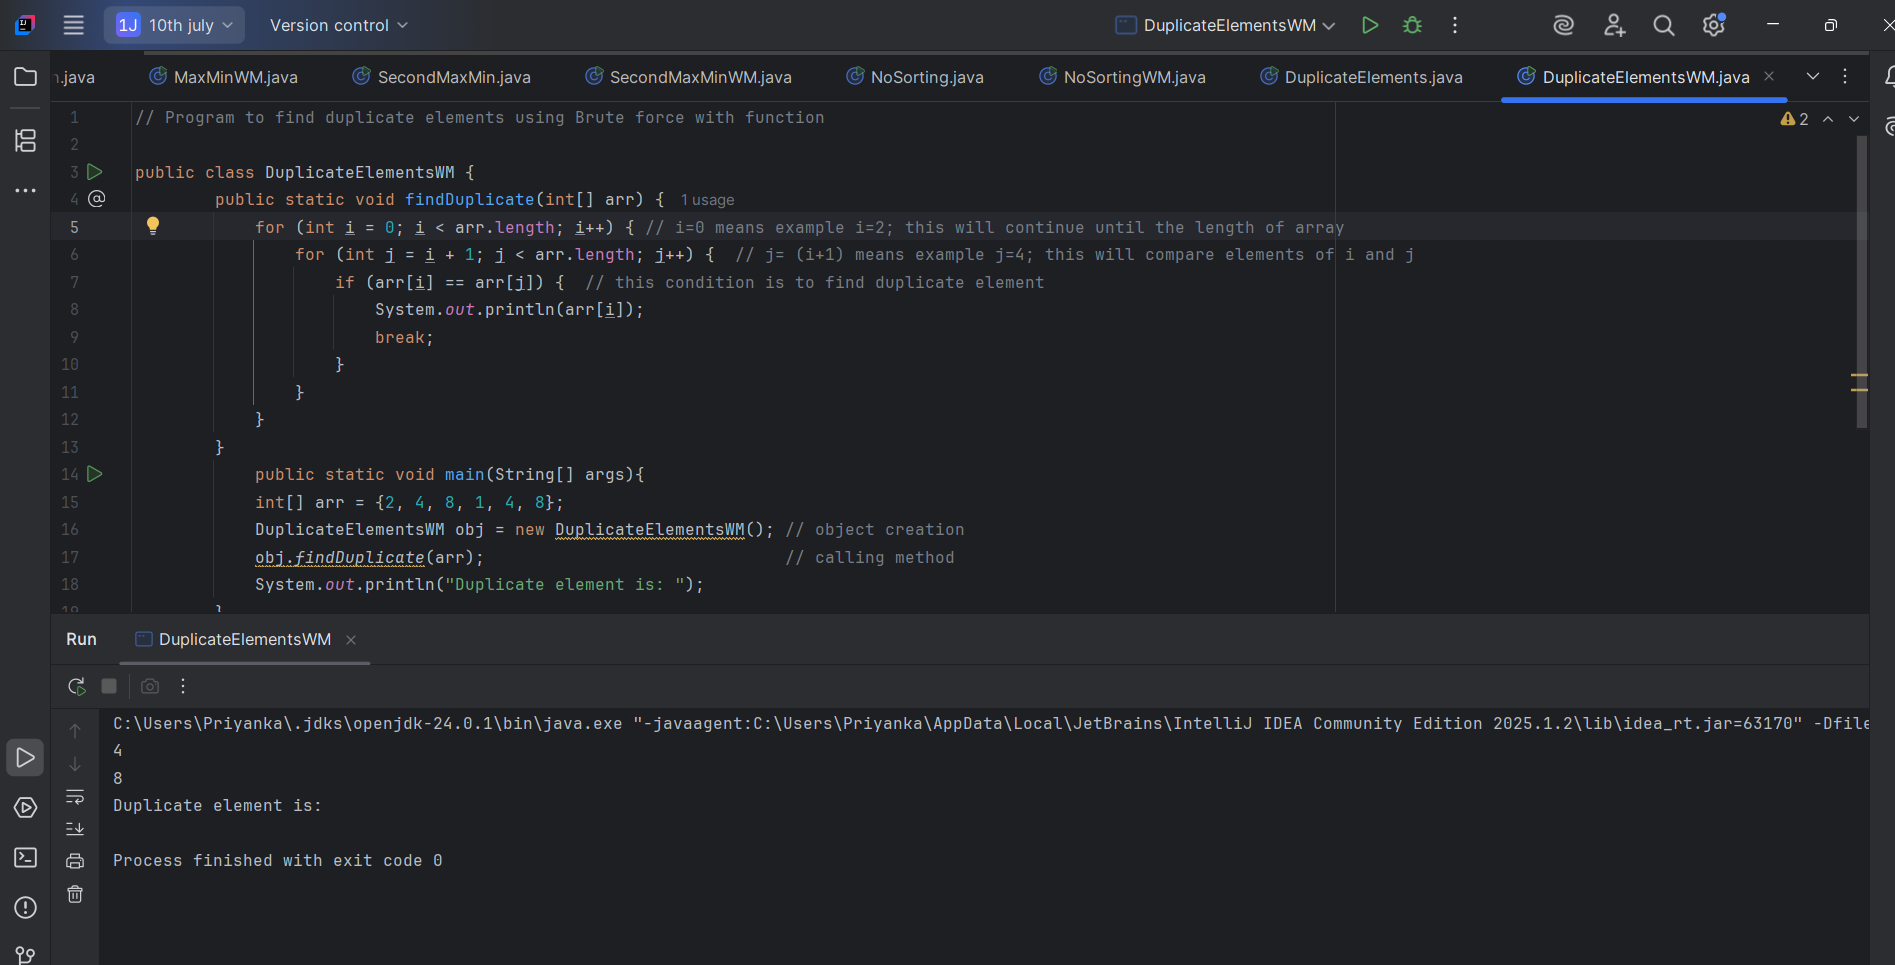 1J 10th july Version control DuplicateElementsWM
.java MaxMinWM.java SecondMaxMin.java SecondMaxMinWM.java NoSorting.java NoSortingWM.java DuplicateElements.java DuplicateElementsWM.java
1 // Program to find duplicate elements using Brute force with function
2
3 public class DuplicateElementsWM {
4 public static void findDuplicate(int[] arr) { 1 usage
5 for (int i = 0; i < arr.length; i++) { // i=0 means example i=2; this will continue until the length of array
6 for (int j = i + 1; j < arr.length; j++) { // j= (i+1) means example j=4; this will compare elements of i and j
7 if (arr[i] == arr[j]) { // this condition is to find duplicate element
8 System.out.println(arr[i]);
9 break;
10 }
11 }
12 }
13 }
14 public static void main(String[] args){
15 int[] arr = {2, 4, 8, 1, 4, 8};
16 DuplicateElementsWM obj = new DuplicateElementsWM(); // object creation
17 obj.findDuplicate(arr); // calling method
18 System.out.println("Duplicate element is: ");
19 }
2
Run DuplicateElementsWM
C:\Users\Priyanka\.jdks\openjdk-24.0.1\bin\java.exe "-javaagent:C:\Users\Priyanka\AppData\Local\JetBrains\IntelliJ IDEA Community Edition 2025.1.2\lib\idea_rt.jar=63170" -Dfile
4
8
Duplicate element is:
Process finished with exit code 0